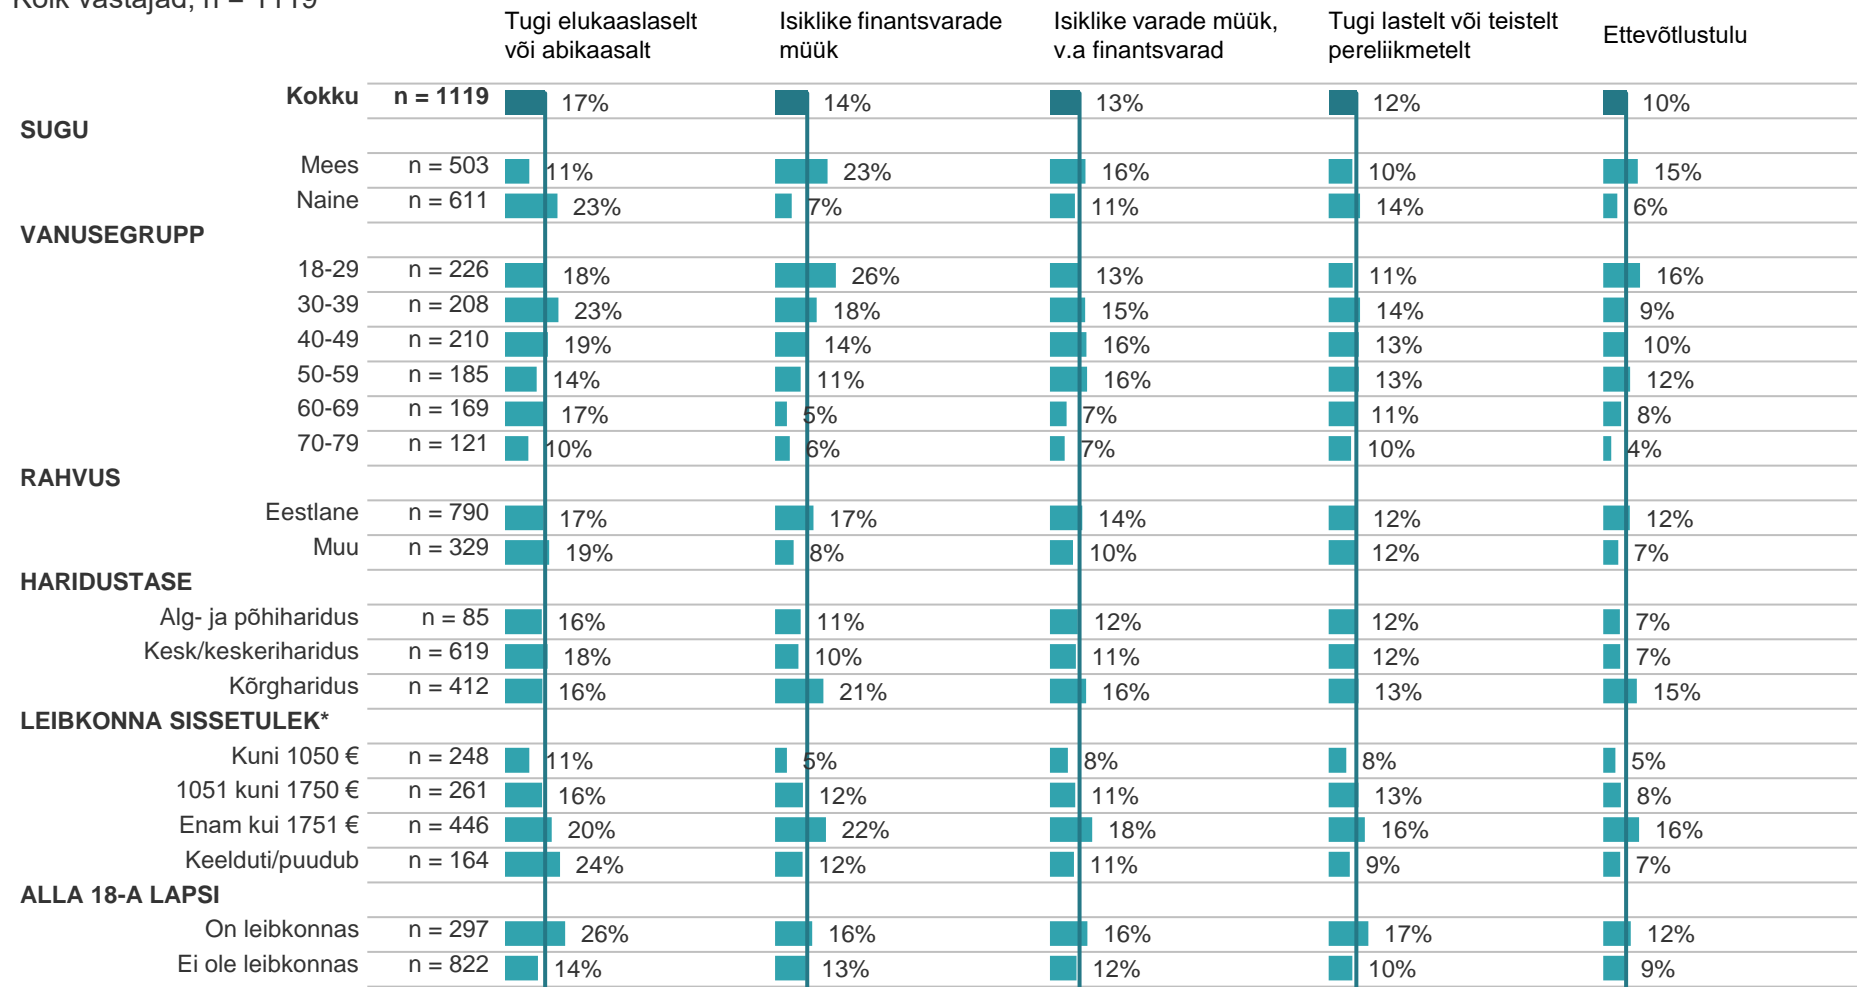 Kõik vastajad, n = 1119
Tugi elukaaslaselt või abikaasalt
Isiklike finantsvarade müük
Isiklike varade müük, v.a finantsvarad
Tugi lastelt või teistelt pereliikmetelt
Ettevõtlustulu
Kokku n = 1119 17% 14% 13% 12% 10%
SUGU
Mees n = 503 11% 23% 16% 10% 15%
Naine n = 611 23% 7% 11% 14% 6%
VANUSEGRUPP
18-29 n = 226 18% 26% 13% 11% 16%
30-39 n = 208 23% 18% 15% 14% 9%
40-49 n = 210 19% 14% 16% 13% 10%
50-59 n = 185 14% 11% 16% 13% 12%
60-69 n = 169 17% 5% 7% 11% 8%
70-79 n = 121 10% 6% 7% 10% 4%
RAHVUS
Eestlane n = 790 17% 17% 14% 12% 12%
Muu n = 329 19% 8% 10% 12% 7%
HARIDUSTASE
Alg- ja põhiharidus n = 85 16% 11% 12% 12% 7%
Kesk/keskeriharidus n = 619 18% 10% 11% 12% 7%
Kõrgharidus n = 412 16% 21% 16% 13% 15%
LEIBKONNA SISSETULEK*
Kuni 1050 € n = 248 11% 5% 8% 8% 5%
1051 kuni 1750 € n = 261 16% 12% 11% 13% 8%
Enam kui 1751 € n = 446 20% 22% 18% 16% 16%
Keelduti/puudub n = 164 24% 12% 11% 9% 7%
ALLA 18-A LAPSI
On leibkonnas n = 297 26% 16% 16% 17% 12%
Ei ole leibkonnas n = 822 14% 13% 12% 10% 9%